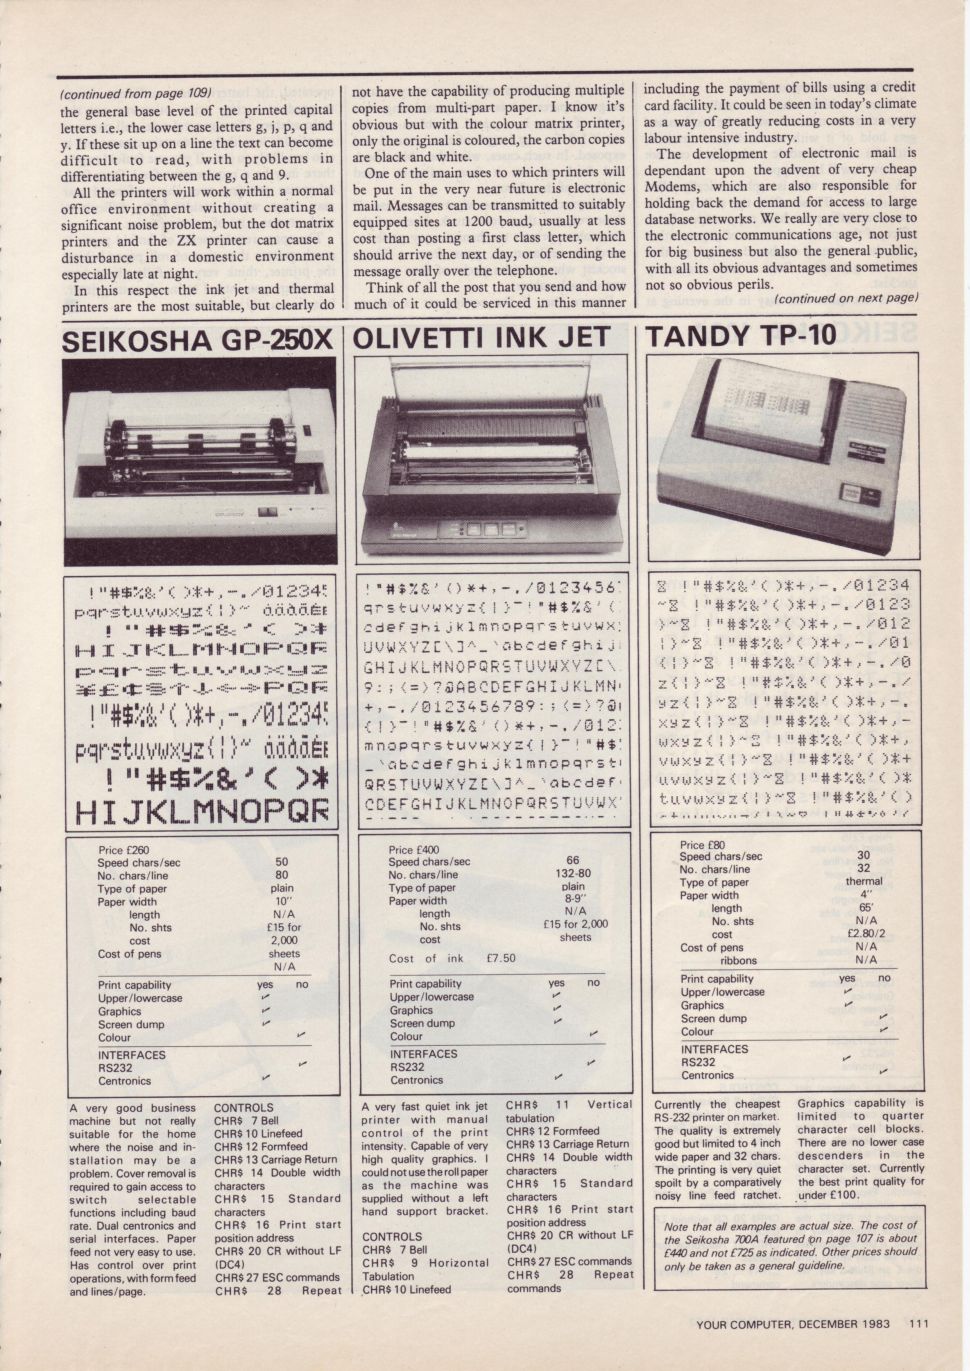 (continued from page 109)
the general base level of the printed capital
letters i.e., the lower case letters g, j, p, q and
y. If these sit up on a line the text can become
difficult to read, with problems in
differentiating between the g, q and 9.
All the printers will work within a normal
office environment without creating a
significant noise problem, but the dot matrix
printers and the ZX printer can cause a
disturbance in a domestic environment
especially late at night.
In this respect the ink jet and thermal
printers are the most suitable, but clearly do
not have the capability of producing multiple
copies from multi-part paper. I know it's
obvious but with the colour matrix printer,
only the original is coloured, the carbon copies
are black and white.
One of the main uses to which printers will
be put in the very near future is electronic
mail. Messages can be transmitted to suitably
equipped sites at 1200 baud, usually at less
cost than posting a first class letter, which
should arrive the next day, or of sending the
message orally over the telephone.
Think of all the post that you send and how
much of it could be serviced in this manner
including the payment of bills using a credit
card facility. It could be seen in today's climate
as a way of greatly reducing costs in a very
labour intensive industry.
The development of electronic mail is
dependant upon the advent of very cheap
Modems, which are also responsible for
holding back the demand for access to large
database networks. We really are very close to
the electronic communications age, not just
for big business but also the general public,
with all its obvious advantages and sometimes
not so obvious perils.
(continued on next page)
SEIKOSHA GP-250X
!"#$%&'()*+,-./012345
pqrstuvwxyz{|}~
!"#$%&'()*
HIJKLMNOPQR
pqrstuvwxyz
PQR
!"#$%&'()*+,-./012345
pqrstuvwxyz{|}~
!"#$%&'()*
HIJKLMNOPQR
Price £260
Speed chars/sec 50
No. chars/line 80
Type of paper plain
Paper width 10"
length N/A
No. shts £15 for
cost 2,000
Cost of pens sheets
N/A
Print capability yes no
Upper/lowercase ✓
Graphics ✓
Screen dump ✓
Colour ✓
INTERFACES
RS232 ✓
Centronics ✓
A very good business
machine but not really
suitable for the home
where the noise and in-
stallation may be a
problem. Cover removal is
required to gain access to
switch selectable
functions including baud
rate. Dual centronics and
serial interfaces. Paper
feed not very easy to use.
Has control over print
operations, with form feed
and lines/page.
CONTROLS
CHR$ 7 Bell
CHR$ 10 Linefeed
CHR$ 12 Formfeed
CHR$ 13 Carriage Return
CHR$ 14 Double width
characters
CHR$ 15 Standard
characters
CHR$ 16 Print start
position address
CHR$ 20 CR without LF
(DC4)
CHR$ 27 ESC commands
CHR$ 28 Repeat
OLIVETTI INK JET
!"#$%&'()*+,-./0123456
qrstuvwxyz{|}¯!"#$%&'(
cdefghijklmnopqrstuvwx
UVWXYZ[\]^_`abcdefghij
GHIJKLMNOPQRSTUVWXYZ[\
9:;<=>?@ABCDEFGHIJKLMN
+,-./0123456789:;<=>?@
{|}¯!"#$%&'()*+,-./012
mnopqrstuvwxyz{|}¯!"#$
_`abcdefghijklmnopqrst
QRSTUVWXYZ[\]^_`abcdef
CDEFGHIJKLMNOPQRSTUVWX
Price £400
Speed chars/sec 66
No. chars/line 132-80
Type of paper plain
Paper width 8-9"
length N/A
No. shts £15 for 2,000
cost sheets
Cost of ink £7.50
Print capability yes no
Upper/lowercase ✓
Graphics ✓
Screen dump ✓
Colour ✓
INTERFACES
RS232 ✓
Centronics ✓
A very fast quiet ink jet
printer with manual
control of the print
intensity. Capable of very
high quality graphics. I
could not use the roll paper
as the machine was
supplied without a left
hand support bracket.
CONTROLS
CHR$ 7 Bell
CHR$ 9 Horizontal
Tabulation
CHR$ 10 Linefeed
CHR$ 11 Vertical
tabulation
CHR$ 12 Formfeed
CHR$ 13 Carriage Return
CHR$ 14 Double width
characters
CHR$ 15 Standard
characters
CHR$ 16 Print start
position address
CHR$ 20 CR without LF
(DC4)
CHR$ 27 ESC commands
CHR$ 28 Repeat
commands
TANDY TP-10
!"#$%&'()*+,-./01234
~ !"#$%&'()*+,-./0123
}~ !"#$%&'()*+,-./012
|}~ !"#$%&'()*+,-./01
{|}~ !"#$%&'()*+,-./0
z{|}~ !"#$%&'()*+,-./
yz{|}~ !"#$%&'()*+,-.
xyz{|}~ !"#$%&'()*+,-
wxyz{|}~ !"#$%&'()*+,
vwxyz{|}~ !"#$%&'()*+
uvwxyz{|}~ !"#$%&'()*
tuvwxyz{|}~ !"#$%&'()
Price £80
Speed chars/sec 30
No. chars/line 32
Type of paper thermal
Paper width 4"
length 65'
No. shts N/A
cost £2.80/2
Cost of pens N/A
ribbons N/A
Print capability yes no
Upper/lowercase ✓
Graphics ✓
Screen dump ✓
Colour ✓
INTERFACES
RS232 ✓
Centronics ✓
Currently the cheapest
RS-232 printer on market.
The quality is extremely
good but limited to 4 inch
wide paper and 32 chars.
The printing is very quiet
spoilt by a comparatively
noisy line feed ratchet.
Graphics capability is
limited to quarter
character cell blocks.
There are no lower case
descenders in the
character set. Currently
the best print quality for
under £100.
Note that all examples are actual size. The cost of
the Seikosha 700A featured on page 107 is about
£440 and not £725 as indicated. Other prices should
only be taken as a general guideline.
YOUR COMPUTER, DECEMBER 1983 111